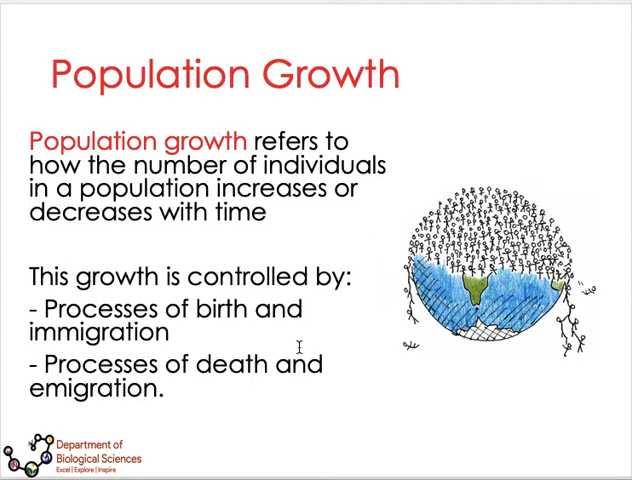 Population Growth
Population growth refers to
how the number of individuals
in a population increases or
decreases with time
This growth is controlled by:
- Processes of birth and
immigration
- Processes of death and
emigration.
Department of
Biological Sciences
Excel | Explore | Inspire